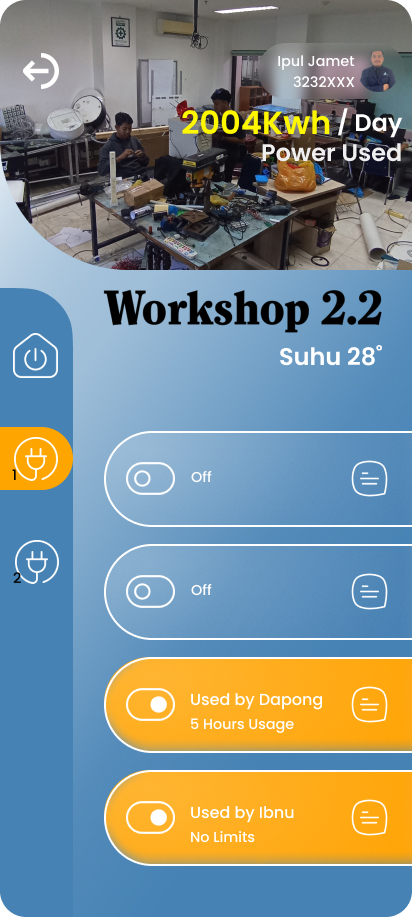 Ipul Jamet
3232XXX
2004Kwh / Day
Power Used
Workshop 2.2
Suhu 28°
1
2
Off
Off
Used by Dapong
5 Hours Usage
Used by Ibnu
No Limits